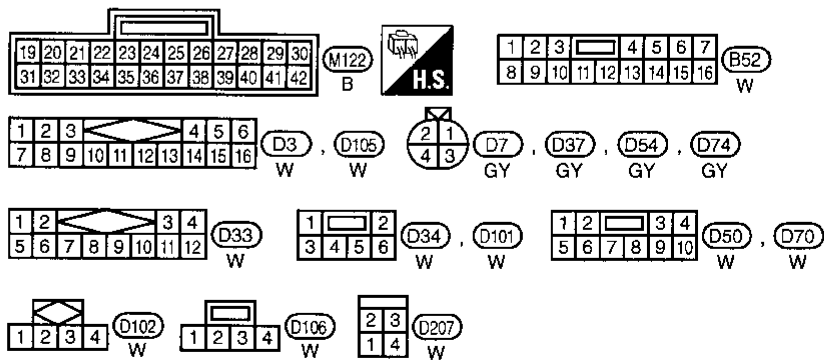 19 20 21 22 23 24 25 26 27 28 29 30
31 32 33 34 35 36 37 38 39 40 41 42
M122
B
H.S.
1 2 3 4 5 6 7
8 9 10 11 12 13 14 15 16
B52
W
1 2 3 4 5 6
7 8 9 10 11 12 13 14 15 16
D3 , D105
W W
2 1
4 3
D7 , D37 , D54 , D74
GY GY GY GY
1 2 3 4
5 6 7 8 9 10 11 12
D33
W
1 2
3 4 5 6
D34 , D101
W W
1 2 3 4
5 6 7 8 9 10
D50 , D70
W W
1 2 3 4
D102
W
1 2 3 4
D106
W
2 3
1 4
D207
W